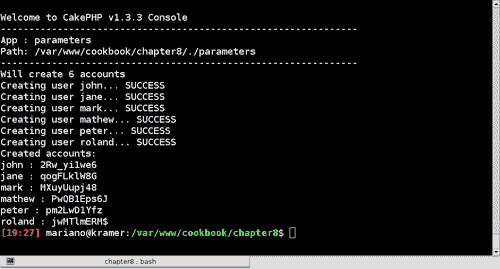 Welcome to CakePHP v1.3.3 Console
---------------------------------------------------------------
App : parameters
Path: /var/www/cookbook/chapter8/./parameters
---------------------------------------------------------------
Will create 6 accounts
Creating user john... SUCCESS
Creating user jane... SUCCESS
Creating user mark... SUCCESS
Creating user mathew... SUCCESS
Creating user peter... SUCCESS
Creating user roland... SUCCESS
Created accounts:
john : 2Rw_yi1we6
jane : qogFLklW8G
mark : MXuyUupj48
mathew : PwQB1Eps6J
peter : pm2LwD1Yfz
roland : jwMTlmERM$
[19:27] mariano@kramer:/var/www/cookbook/chapter8$
chapter8 : bash